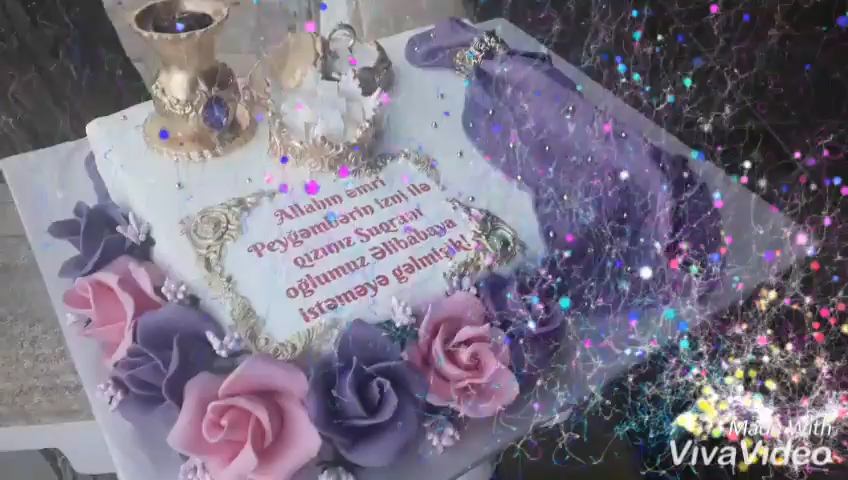 Allahın əmri
Peyğəmbərin izni ilə
qızınız Suqranı
oğlumuz Əlibabaya
istəməyə gəlmişik!
Made With
VivaVideo